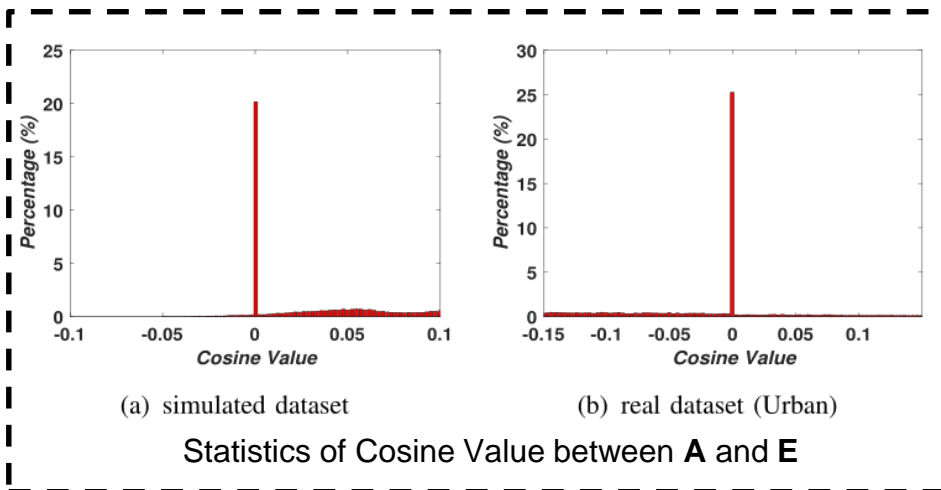 25
20
15
10
5
0
Percentage (%)
-0.1 -0.05 0 0.05 0.1
Cosine Value
(a) simulated dataset
30
25
20
15
10
5
0
Percentage (%)
-0.15 -0.1 -0.05 0 0.05 0.1
Cosine Value
(b) real dataset (Urban)
Statistics of Cosine Value between A and E